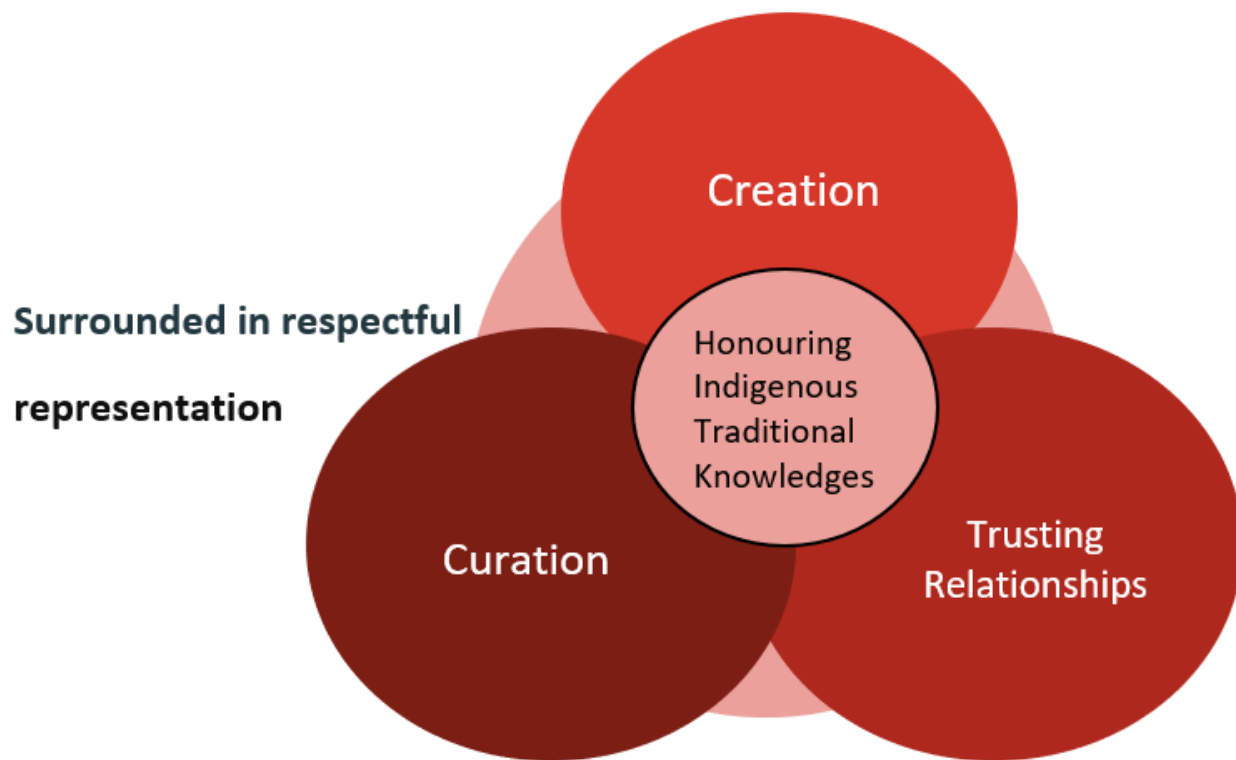 Creation
Surrounded in respectful
representation
Honouring
Indigenous
Traditional
Knowledges
Curation
Trusting
Relationships